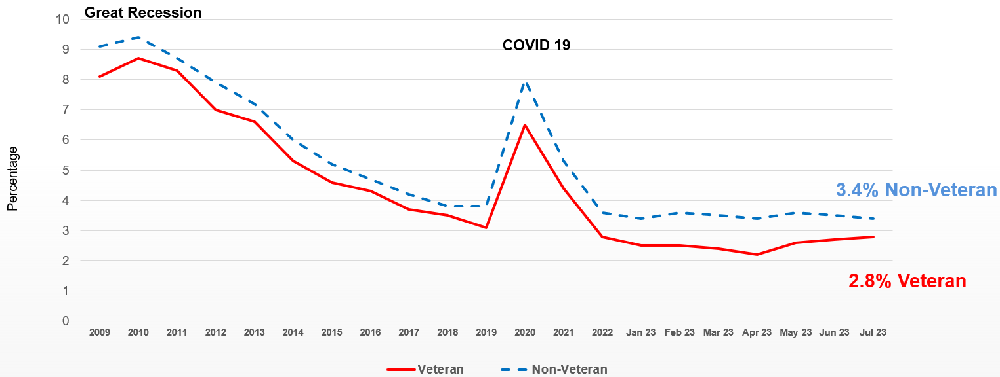 Great Recession
COVID 19
Percentage
10
9
8
7
6
5
4
3
2
1
0
3.4% Non-Veteran
2.8% Veteran
2009 2010 2011 2012 2013 2014 2015 2016 2017 2018 2019 2020 2021 2022 Jan 23 Feb 23 Mar 23 Apr 23 May 23 Jun 23 Jul 23
Veteran Non-Veteran